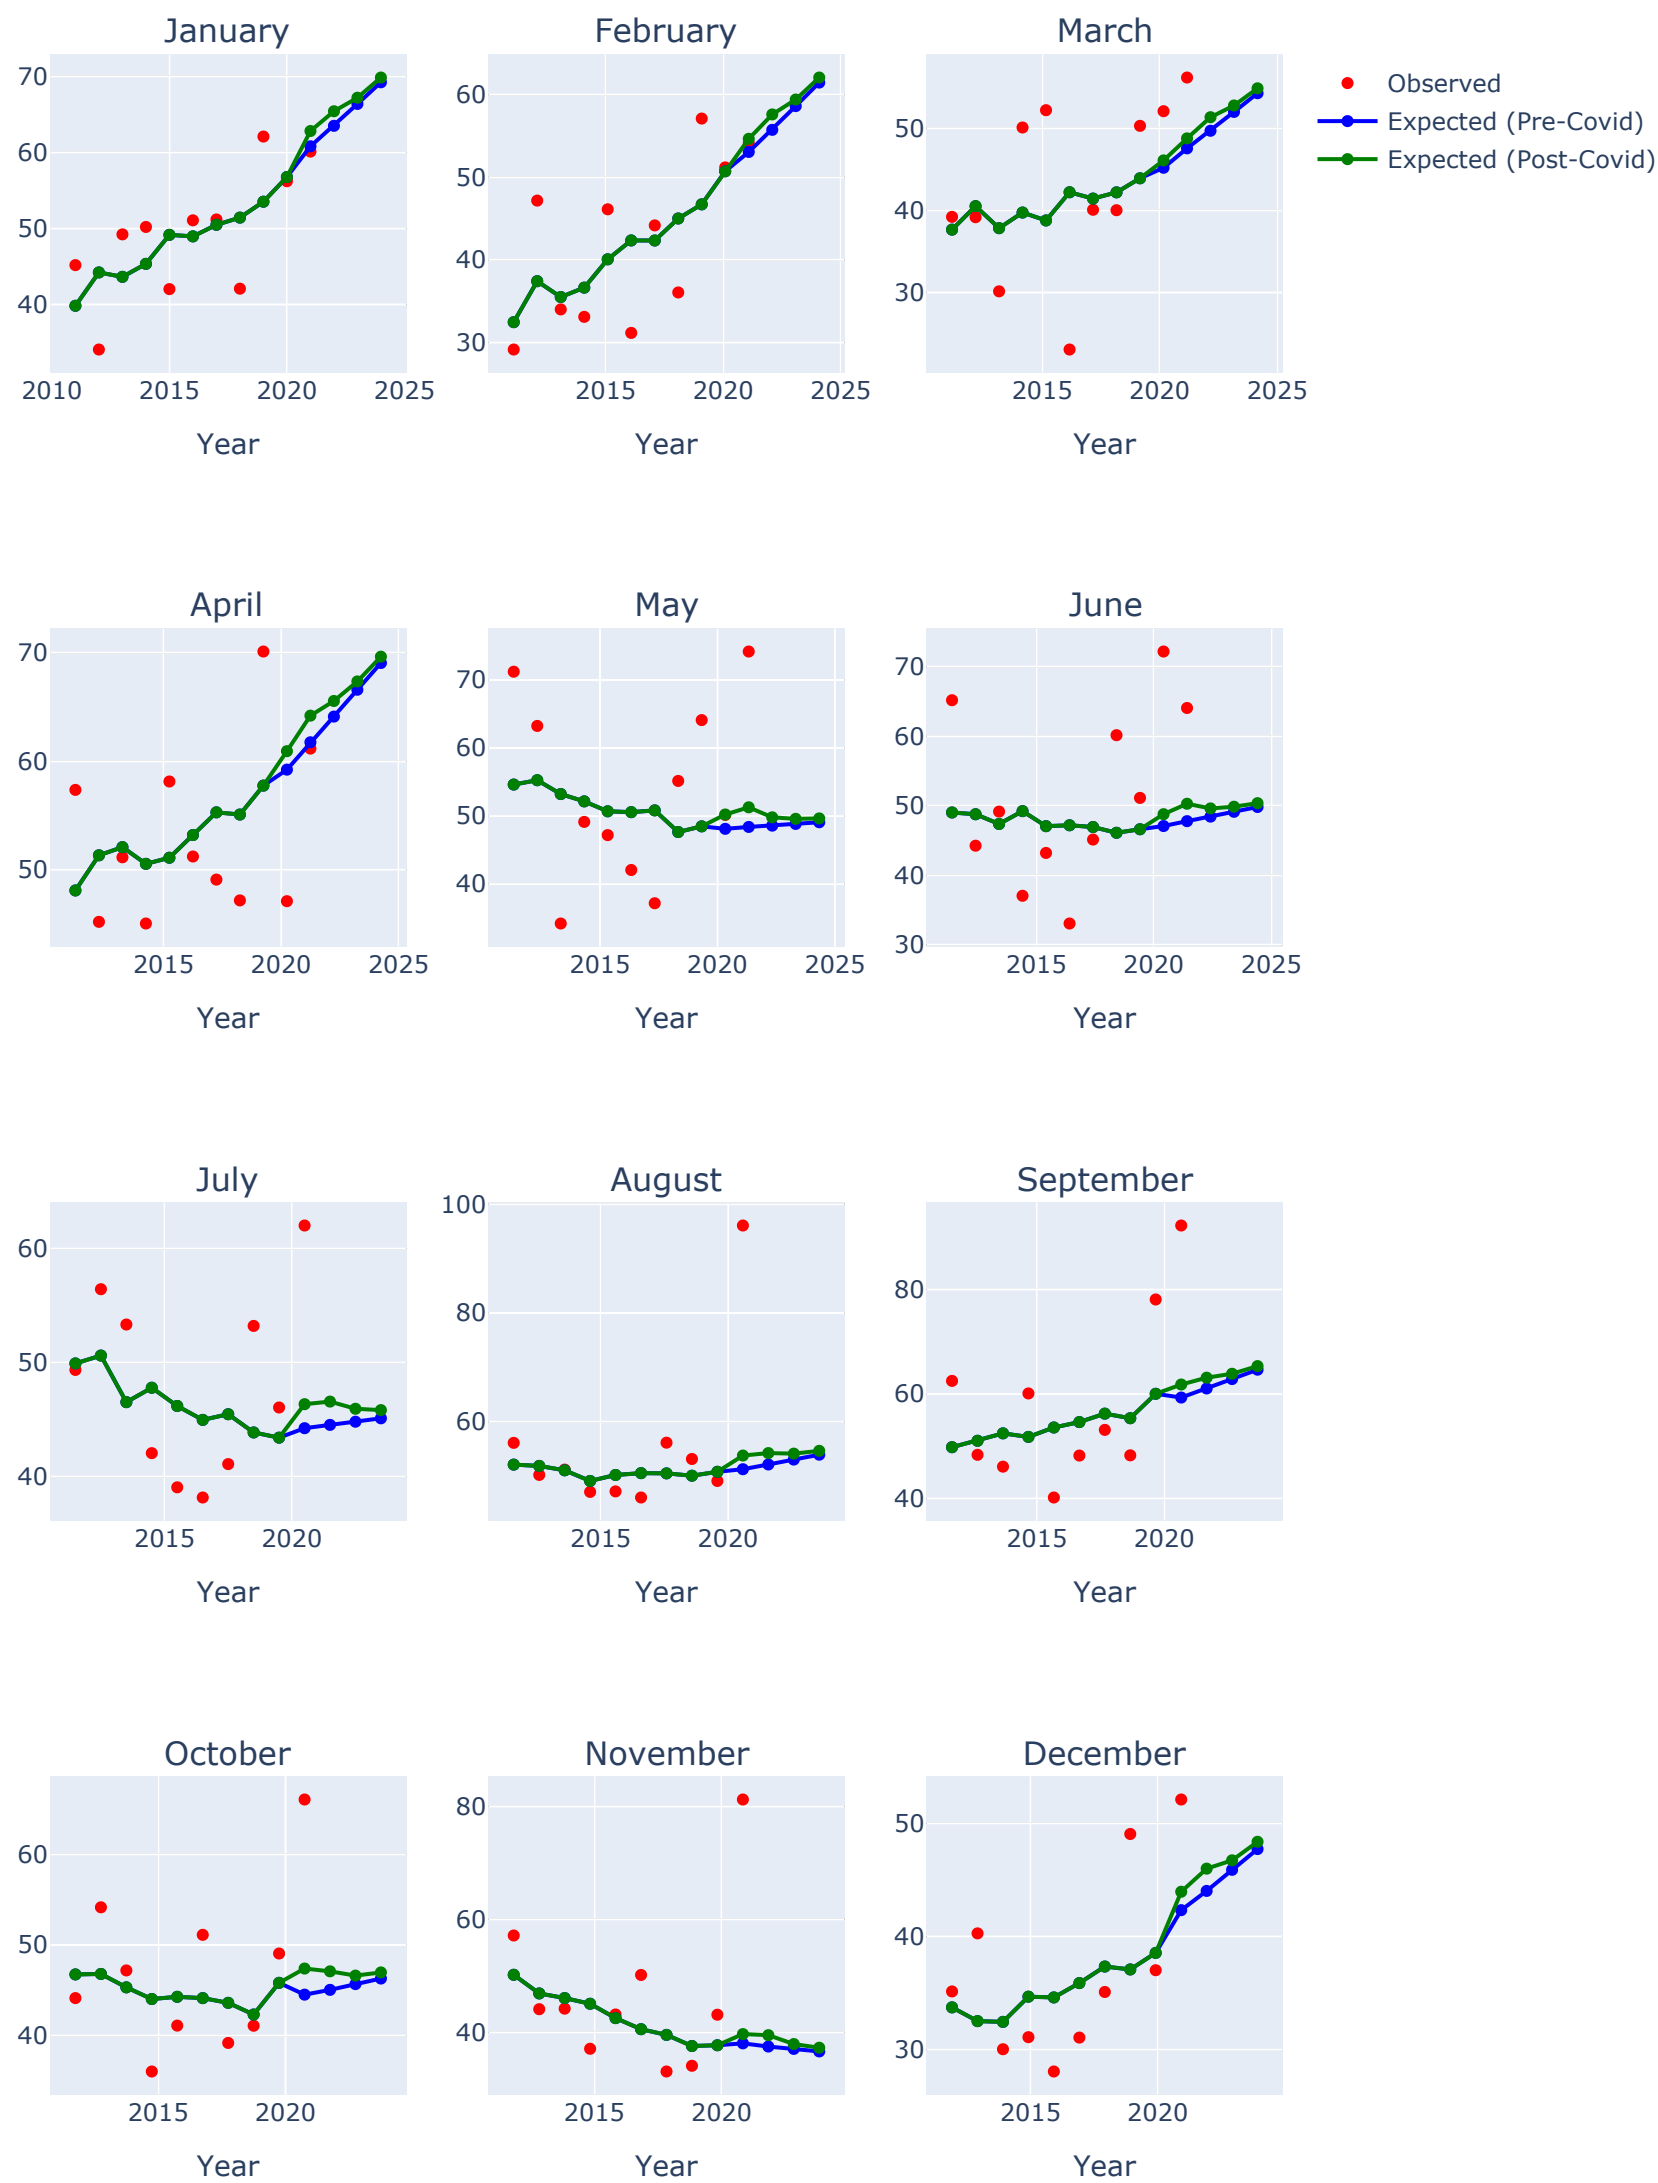 January February March
70
60
50
40
2010 2015 2020 2025
Year
60
50
40
30
2015 2020 2025
Year
50
40
30
2015 2020 2025
Year
Observed
Expected (Pre-Covid)
Expected (Post-Covid)
April May June
70
60
50
2015 2020 2025
Year
70
60
50
40
2015 2020 2025
Year
70
60
50
40
30
2015 2020 2025
Year
July August September
60
50
40
2015 2020
Year
100
80
60
2015 2020
Year
80
60
40
2015 2020
Year
October November December
60
50
40
2015 2020
Year
80
60
40
2015 2020
Year
50
40
30
2015 2020
Year